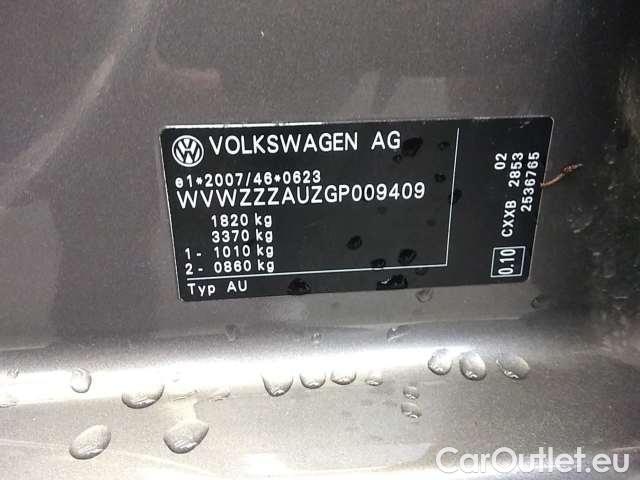 VOLKSWAGEN AG
e1*2007/46*0623
WVWZZZAUZGP009409
1820 kg
3370 kg
1- 1010 kg
2- 0860 kg
Typ AU
02
CXXB 2853
2536765
0.10
CarOutlet.eu